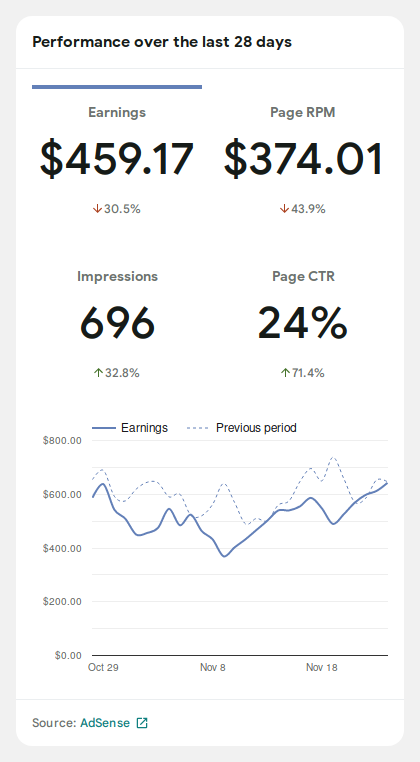 Performance over the last 28 days
Earnings
Page RPM
$459.17
$374.01
↓30.5%
↓43.9%
Impressions
Page CTR
696
24%
↑32.8%
↑71.4%
Earnings
Previous period
$800.00
$600.00
$400.00
$200.00
$0.00
Oct 29
Nov 8
Nov 18
Source: AdSense